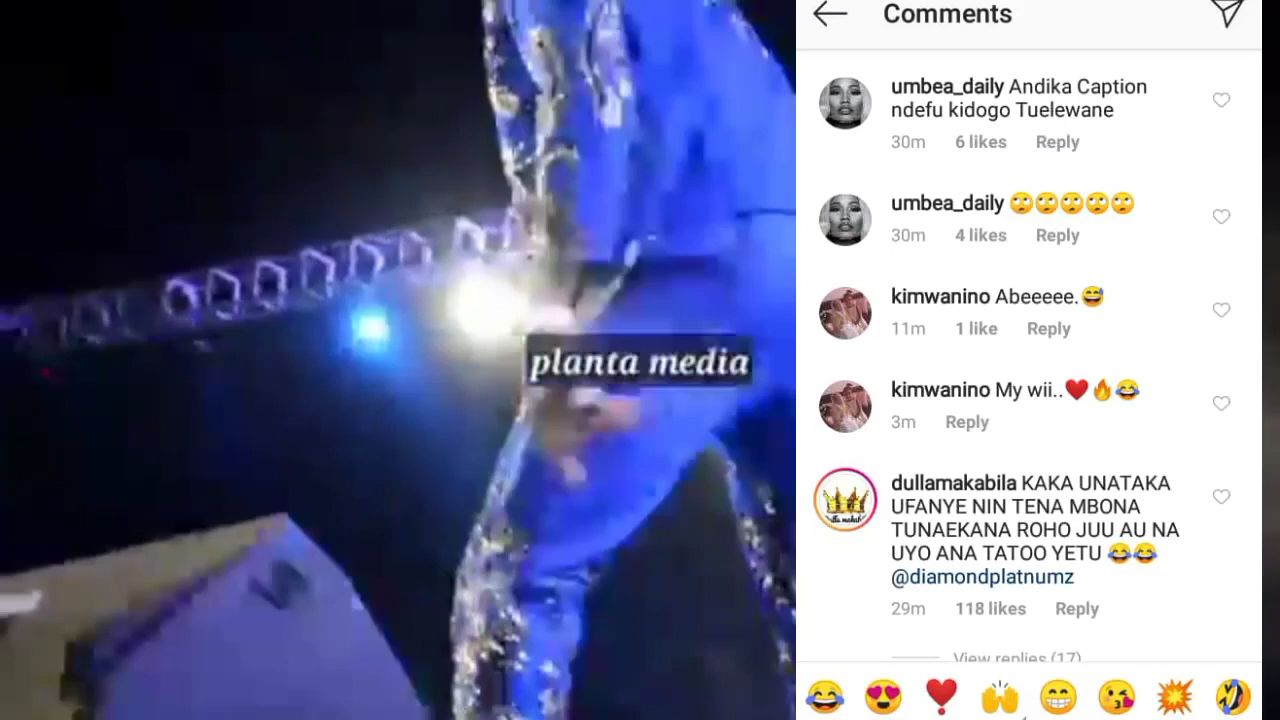 planta media
Comments
umbea_daily Andika Caption
ndefu kidogo Tuelewane
30m 6 likes Reply
umbea_daily 🙄🙄🙄🙄🙄
30m 4 likes Reply
kimwanino Abeeeee.😅
11m 1 like Reply
kimwanino My wii..❤️🔥😂
3m Reply
dullamakabila KAKA UNATAKA
UFANYE NIN TENA MBONA
TUNAEKANA ROHO JUU AU NA
UYO ANA TATOO YETU 😂😂
@diamondplatnumz
29m 118 likes Reply
View replies (17)